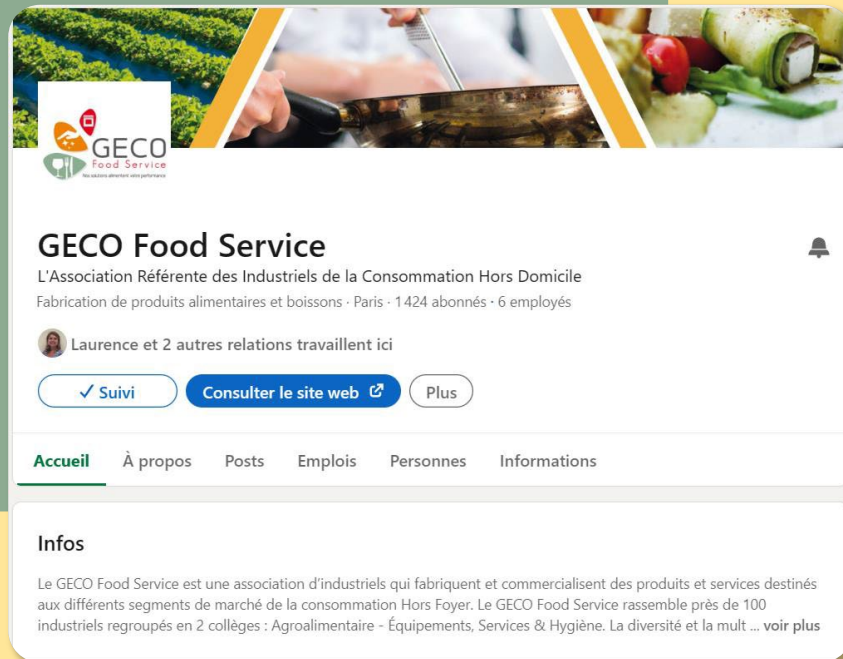 GECO
Food Service
Nos solutions alimentent votre performance
GECO Food Service
L'Association Référente des Industriels de la Consommation Hors Domicile
Fabrication de produits alimentaires et boissons · Paris · 1 424 abonnés · 6 employés
Laurence et 2 autres relations travaillent ici
Suivi
Consulter le site web
Plus
Accueil À propos Posts Emplois Personnes Informations
Infos
Le GECO Food Service est une association d'industriels qui fabriquent et commercialisent des produits et services destinés
aux différents segments de marché de la consommation Hors Foyer. Le GECO Food Service rassemble près de 100
industriels regroupés en 2 collèges : Agroalimentaire - Équipements, Services & Hygiène. La diversité et la mult ... voir plus